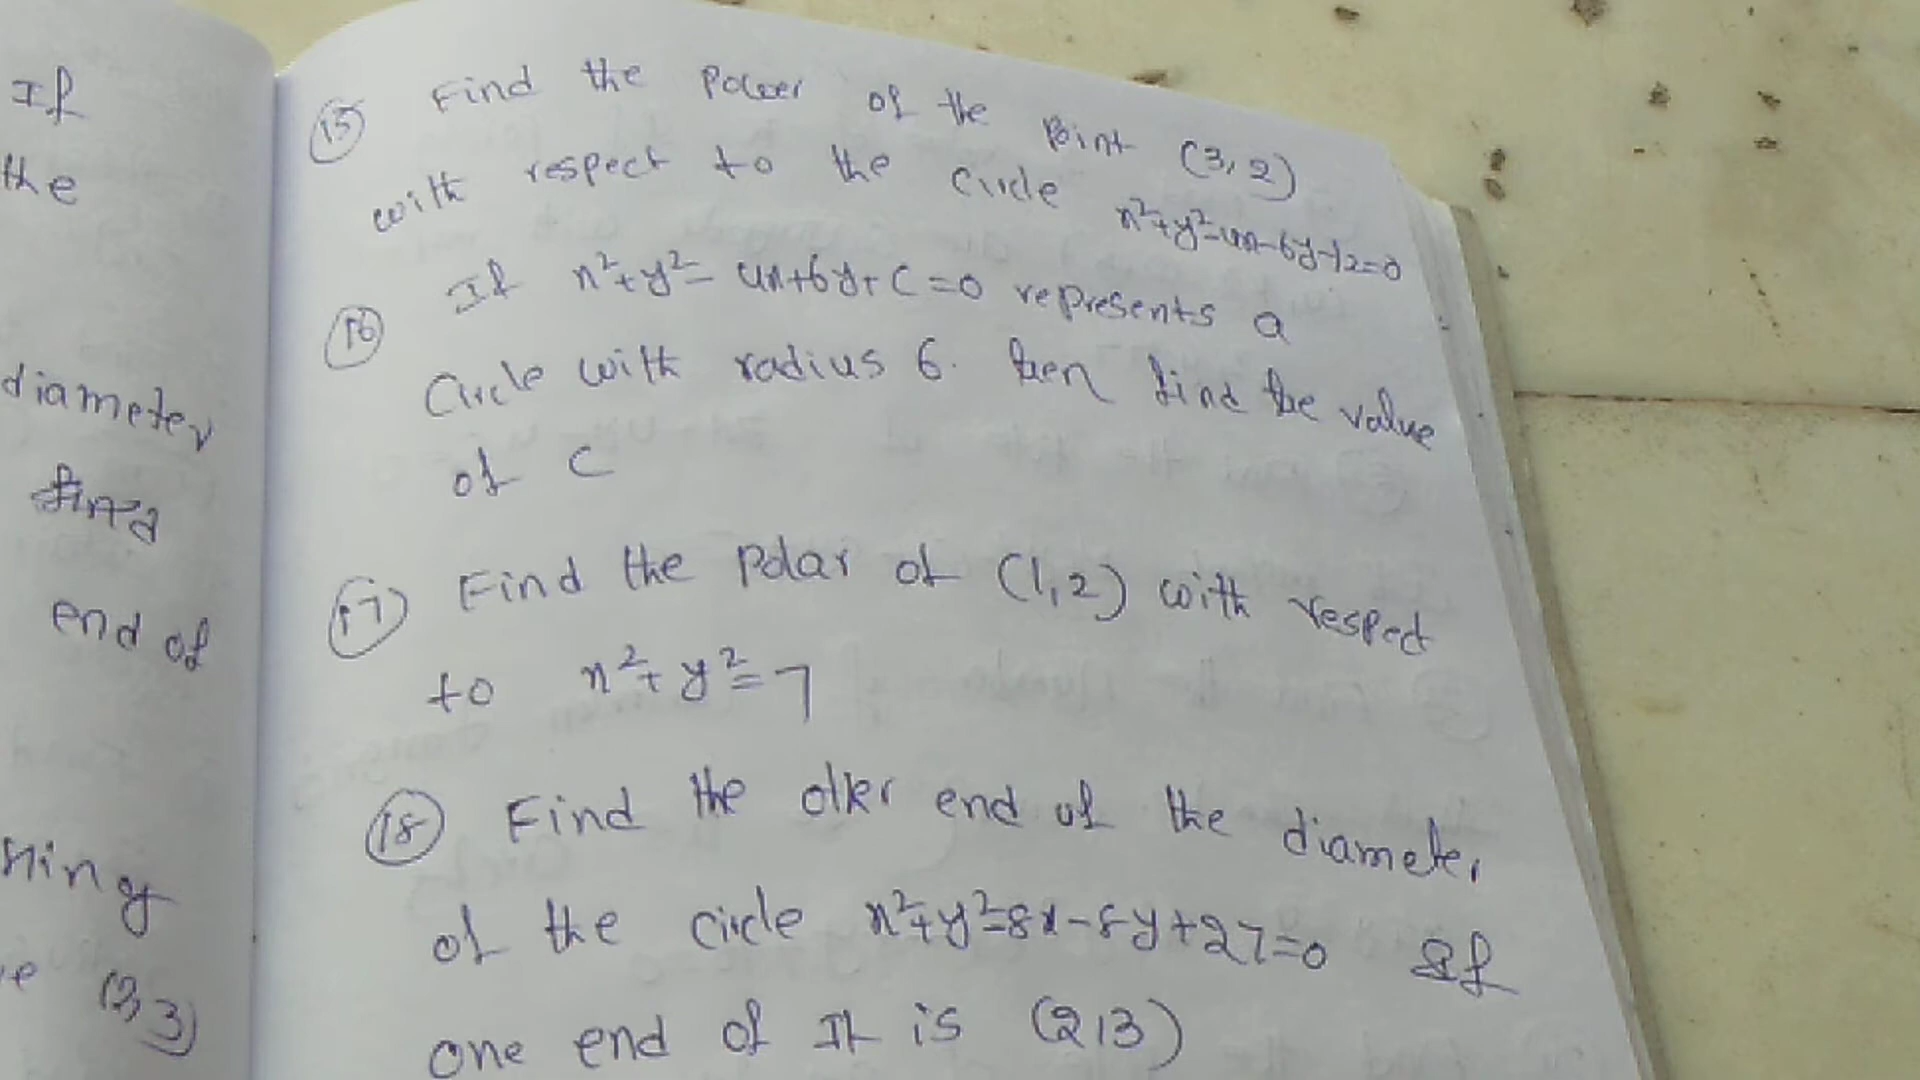 If
the
diameter
find
end of
(2,3)
15 Find the Power of the Point (3,2)
with respect to the circle x²+y²-4x-6y-12=0
16 If x²+y²-4x+6y+c=0 represents a
Circle with radius 6. then find the value
of c
17 Find the Polar of (1,2) with respect
to x²+y²=7
18 Find the other end of the diameter
of the circle x²+y²-8x-8y+27=0 If
one end of It is (2,3)